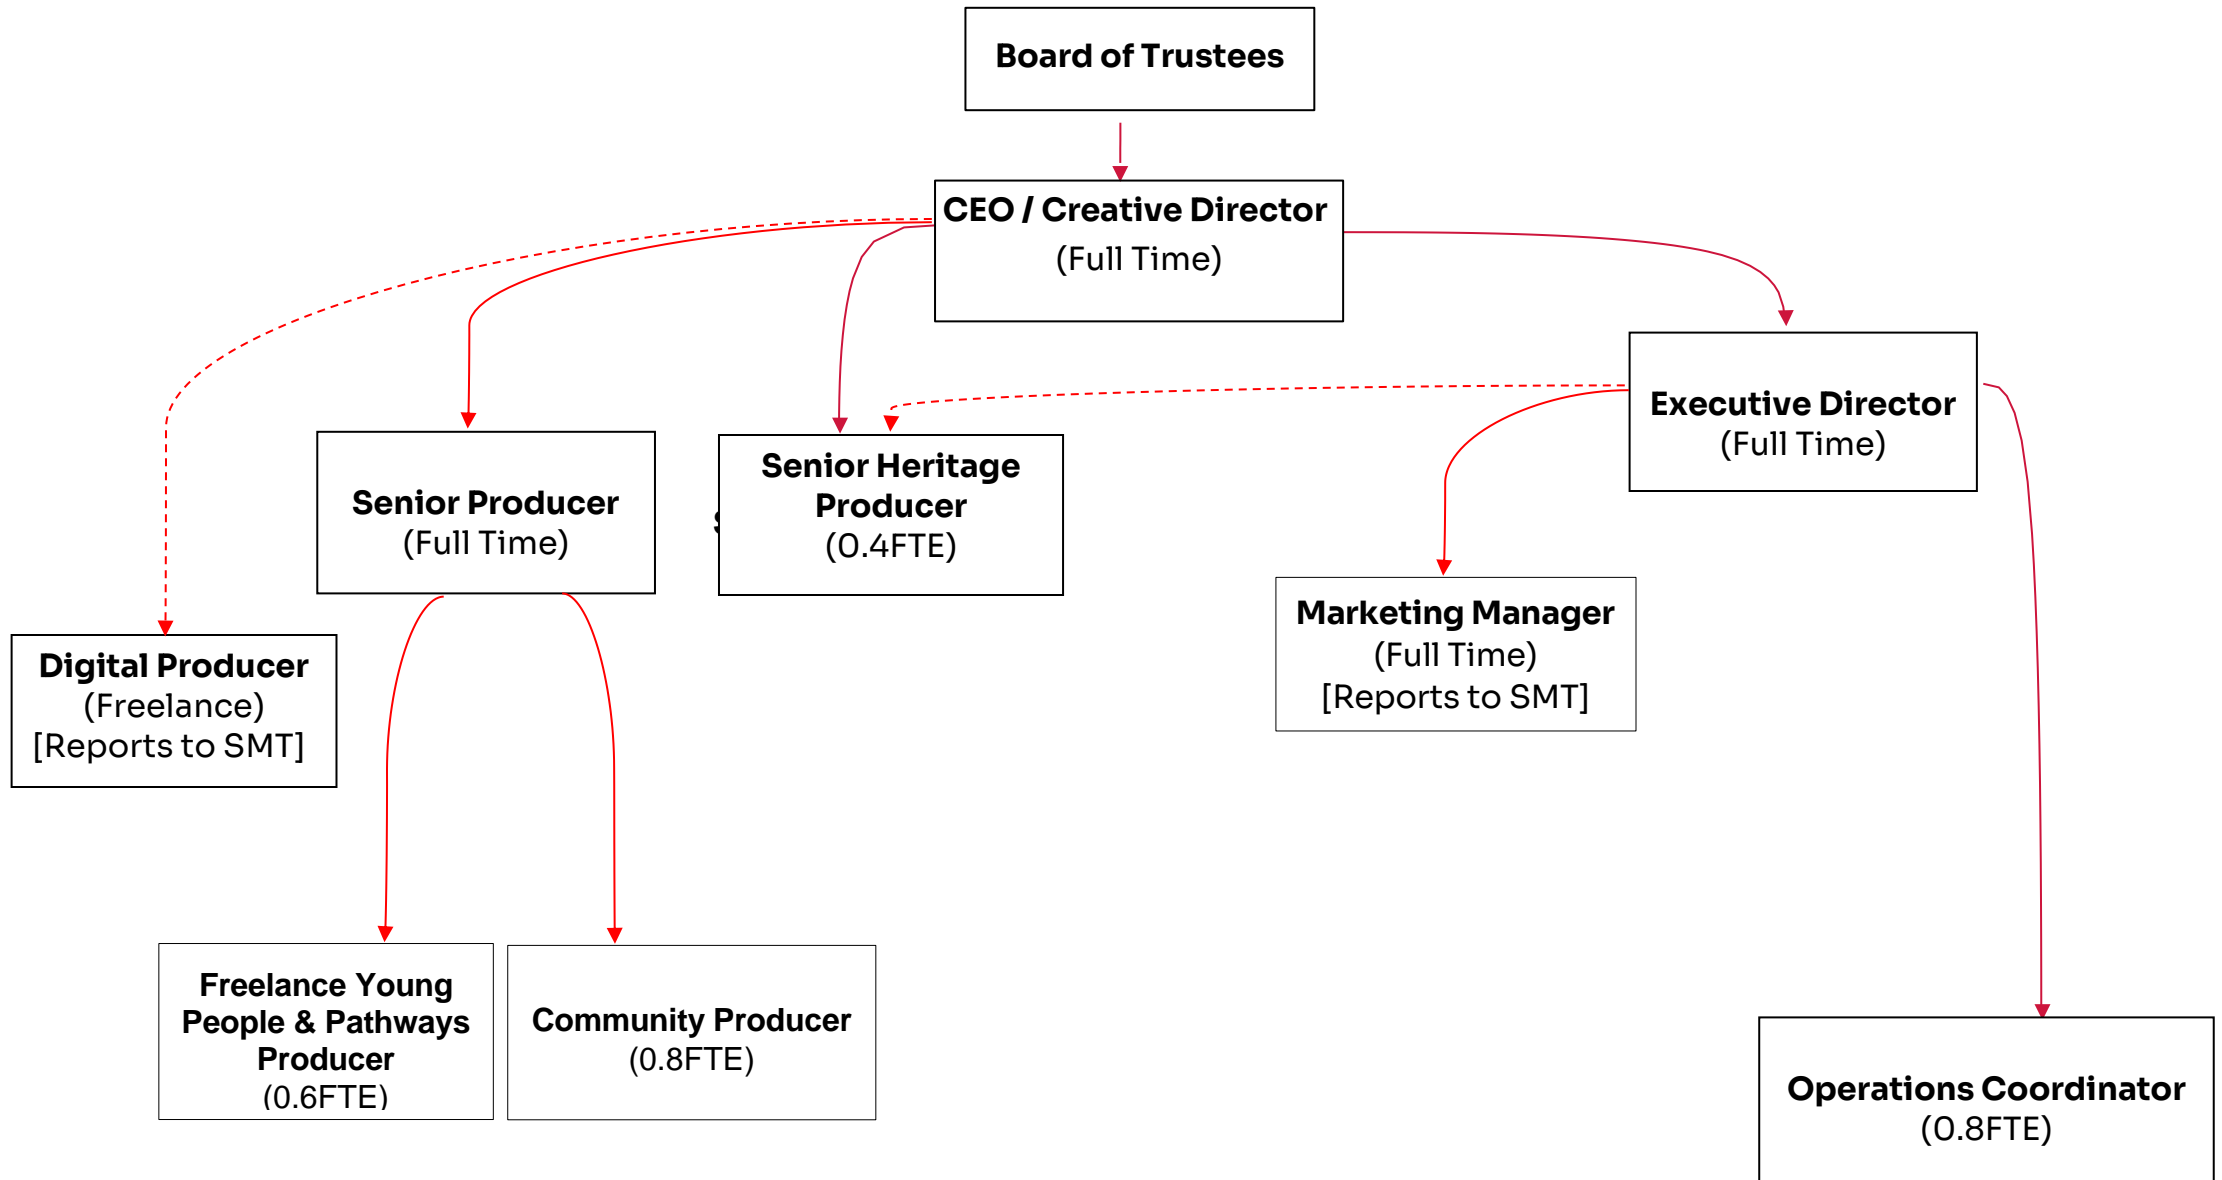 Board of Trustees
CEO / Creative Director
(Full Time)
Executive Director
(Full Time)
Senior Producer
(Full Time)
Senior Heritage
Producer
(0.4FTE)
Marketing Manager
(Full Time)
[Reports to SMT]
Digital Producer
(Freelance)
[Reports to SMT]
Freelance Young
People & Pathways
Producer
(0.6FTE)
Community Producer
(0.8FTE)
Operations Coordinator
(0.8FTE)